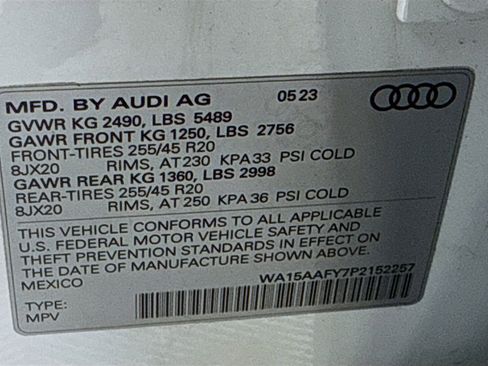 MFD. BY AUDI AG 05 23
GVWR KG 2490, LBS 5489
GAWR FRONT KG 1250, LBS 2756
FRONT-TIRES 255/45 R20
8JX20 RIMS, AT 230 KPA 33 PSI COLD
GAWR REAR KG 1360, LBS 2998
REAR-TIRES 255/45 R20
8JX20 RIMS, AT 250 KPA 36 PSI COLD
THIS VEHICLE CONFORMS TO ALL APPLICABLE
U.S. FEDERAL MOTOR VEHICLE SAFETY AND
THEFT PREVENTION STANDARDS IN EFFECT ON
THE DATE OF MANUFACTURE SHOWN ABOVE.
MEXICO WA15AAFY7P2152257
TYPE:
MPV